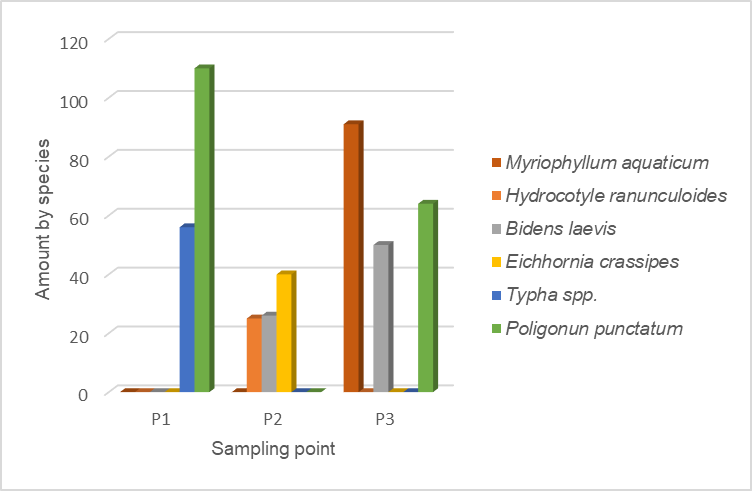 120
100
80
60
40
20
0
Amount by species
P1
P2
P3
Sampling point
Myriophyllum aquaticum
Hydrocotyle ranunculoides
Bidens laevis
Eichhornia crassipes
Typha spp.
Poligonun punctatum